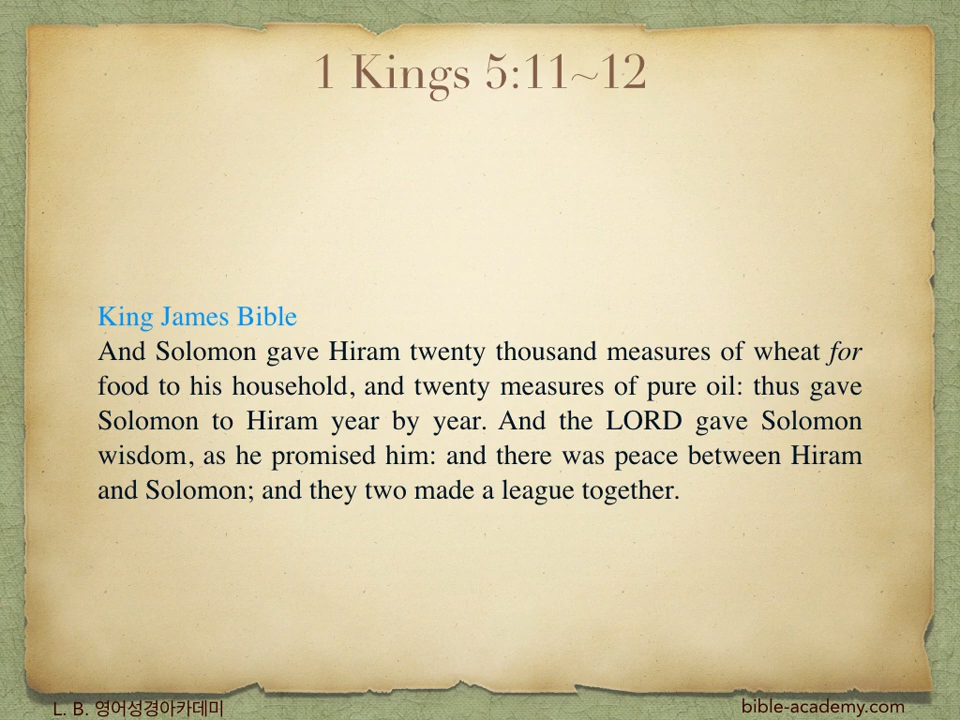 1 Kings 5:11~12
King James Bible
And Solomon gave Hiram twenty thousand measures of wheat for
food to his household, and twenty measures of pure oil: thus gave
Solomon to Hiram year by year. And the LORD gave Solomon
wisdom, as he promised him: and there was peace between Hiram
and Solomon; and they two made a league together.
L. B. 영어성경아카데미
bible-academy.com